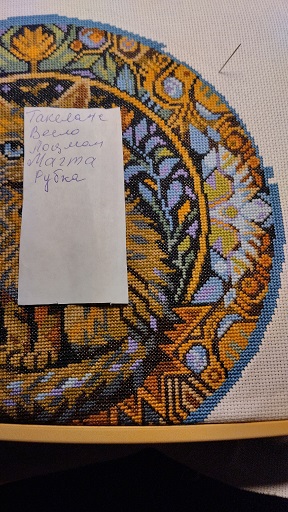 Такелаж
Весло
Лоцман
Мачта
Рубка